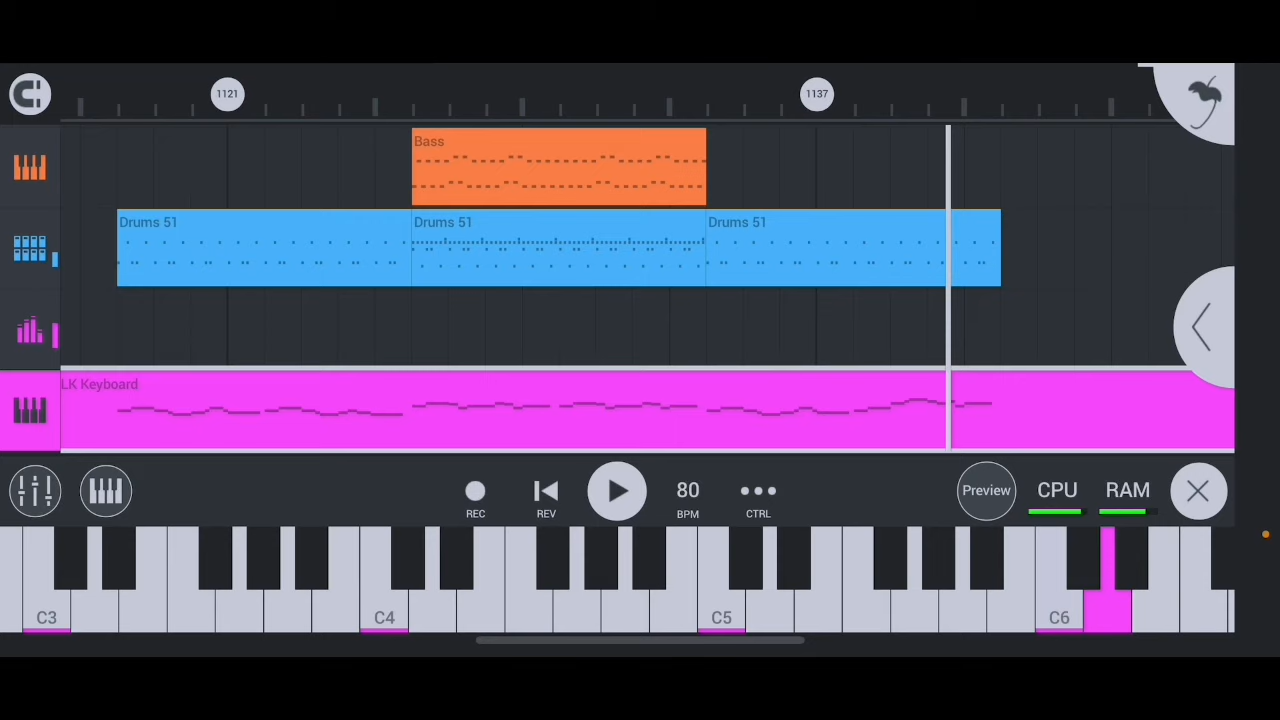 1121
1137
Bass
Drums 51
Drums 51
Drums 51
LK Keyboard
80
Preview
CPU
RAM
REC
REV
BPM
CTRL
C3
C4
C5
C6